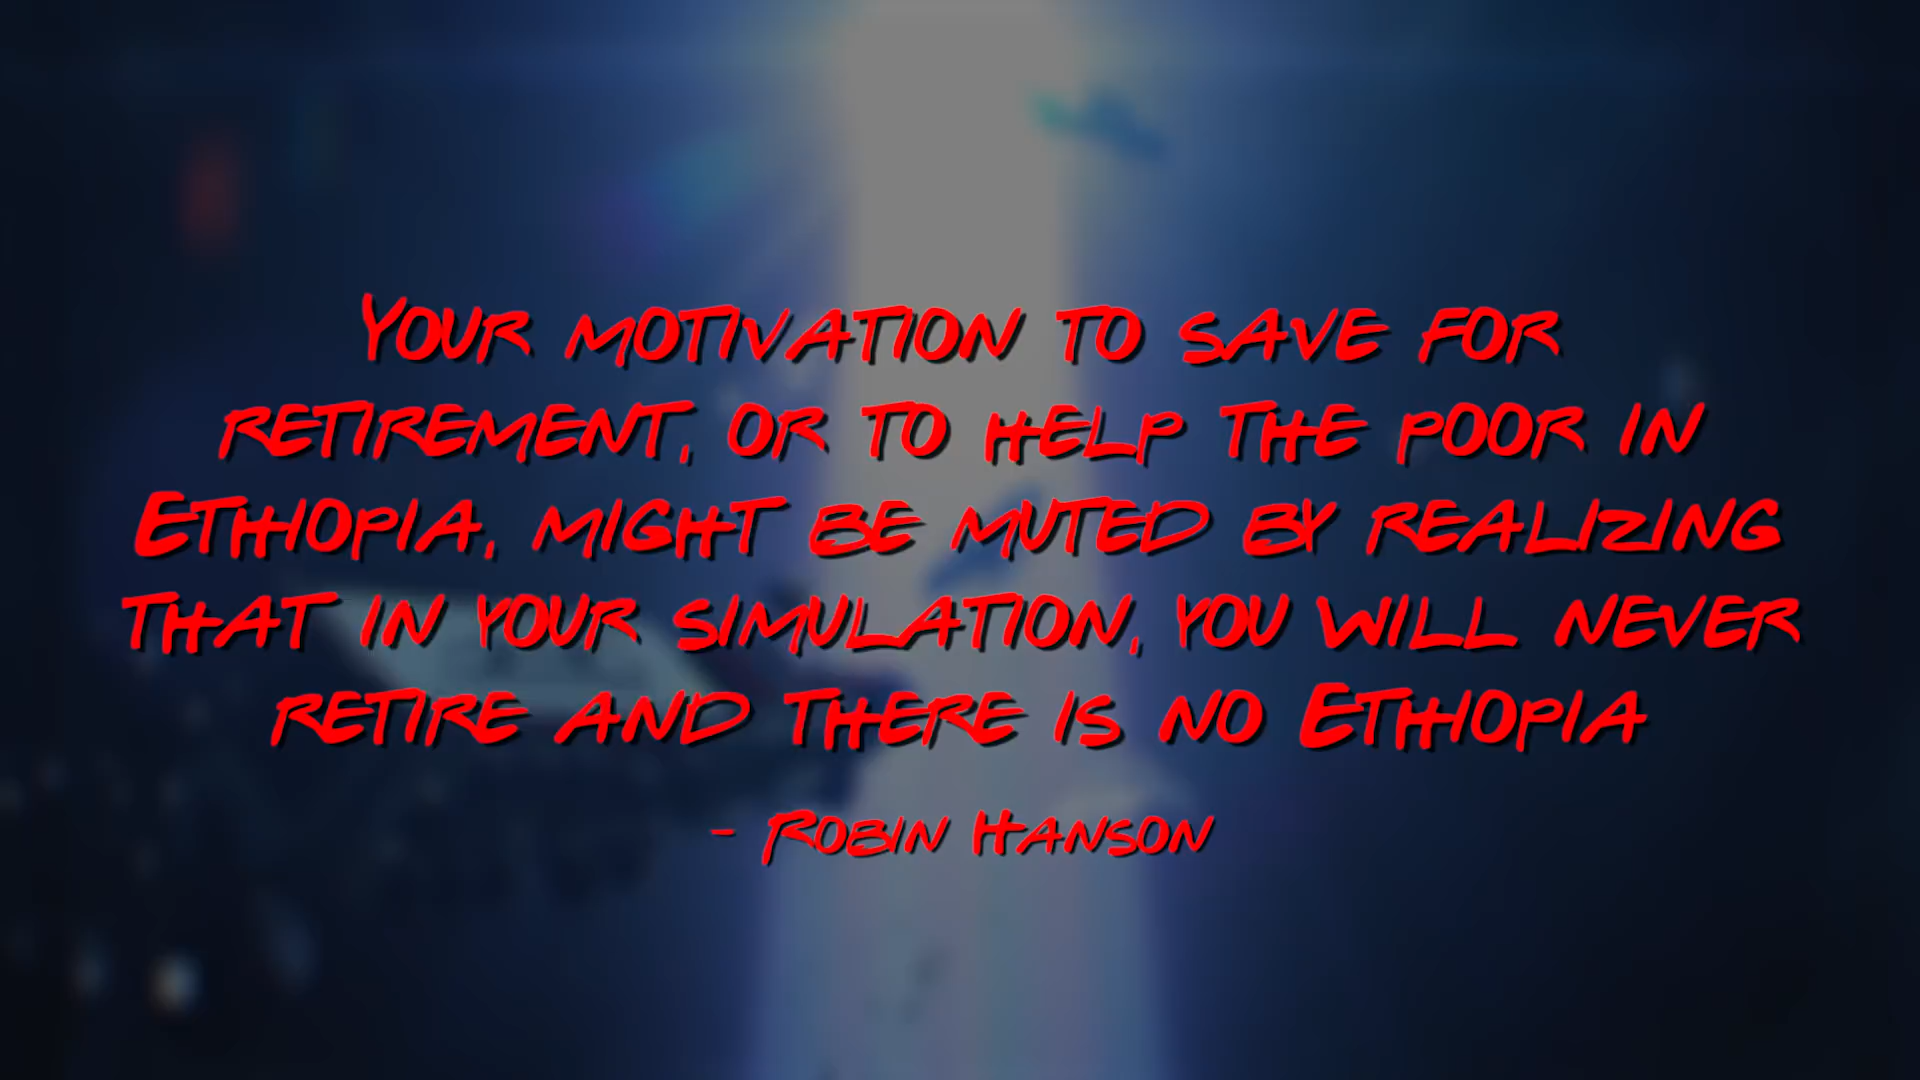 Your motivation to save for
retirement, or to help the poor in
Ethiopia, might be muted by realizing
that in your simulation, you will never
retire and there is no Ethiopia
- Robin Hanson